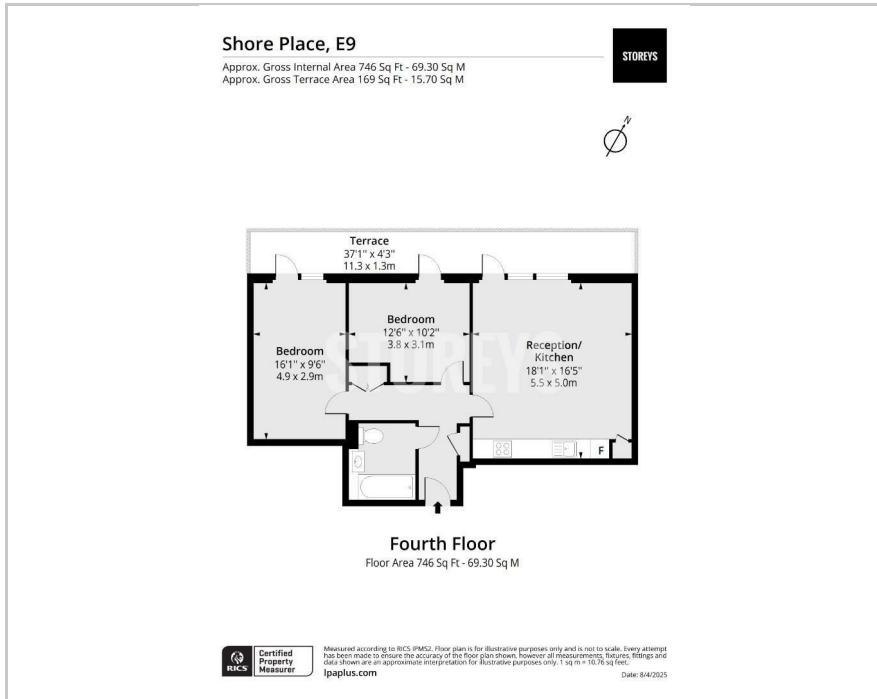 Shore Place, E9
Approx. Gross Internal Area 746 Sq Ft - 69.30 Sq M
Approx. Gross Terrace Area 169 Sq Ft - 15.70 Sq M
STOREYS
N
Terrace
37'1" x 4'3"
11.3 x 1.3m
Bedroom
12'6" x 10'2"
3.8 x 3.1m
Bedroom
16'1" x 9'6"
4.9 x 2.9m
Reception/
Kitchen
18'1" x 16'5"
5.5 x 5.0m
STOREYS
F
Fourth Floor
Floor Area 746 Sq Ft - 69.30 Sq M
RICS
Certified
Property
Measurer
Measured according to RICS IPMS2. Floor plan is for illustrative purposes only and is not to scale. Every attempt
has been made to ensure the accuracy of the floor plan shown, however all measurements, fixtures, fittings and
data shown are an approximate interpretation for illustrative purposes only. 1 sq m = 10.76 sq feet.
lpaplus.com
Date: 8/4/2025